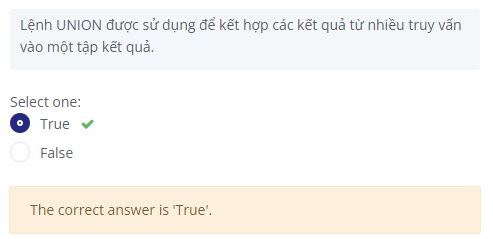 Lệnh UNION được sử dụng để kết hợp các kết quả từ nhiều truy vấn
vào một tập kết quả.
Select one:
True
False
The correct answer is 'True'.